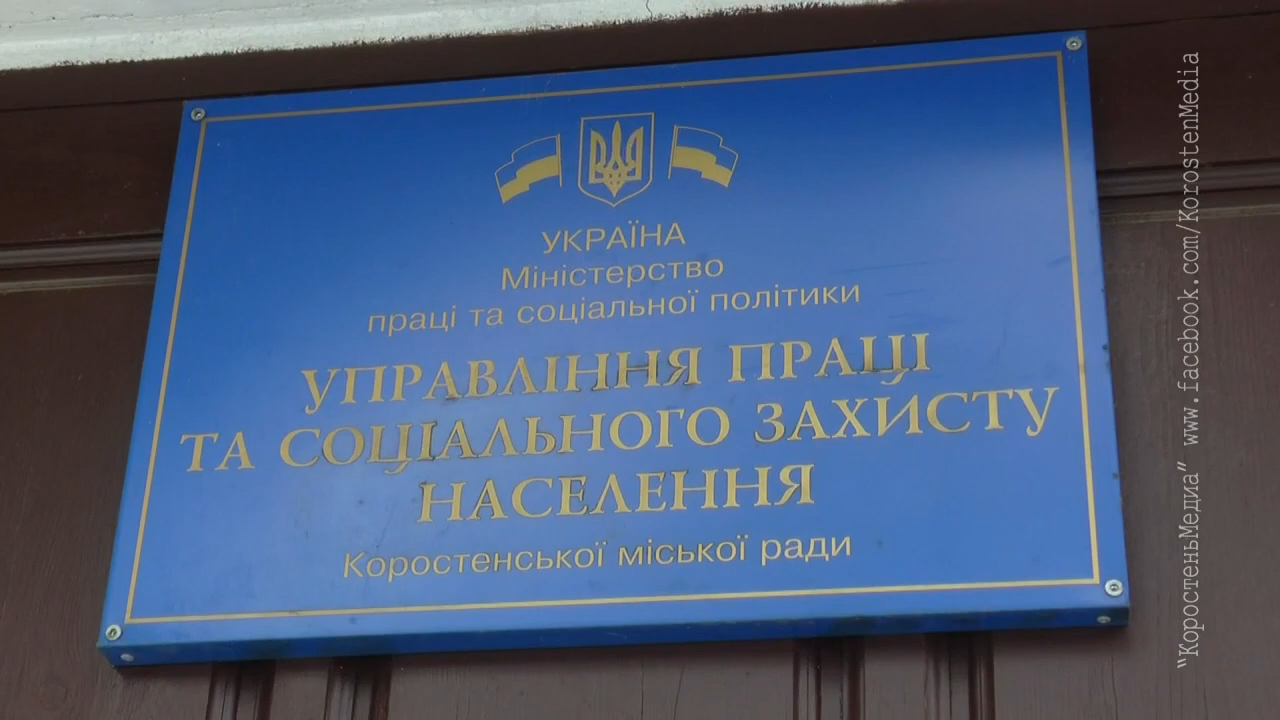 УКРАЇНА
Міністерство
праці та соціальної політики
УПРАВЛІННЯ ПРАЦІ
ТА СОЦІАЛЬНОГО ЗАХИСТУ
НАСЕЛЕННЯ
Коростенської міської ради
"КоростеньМедиа" www.facebook.com/KorostenMedia